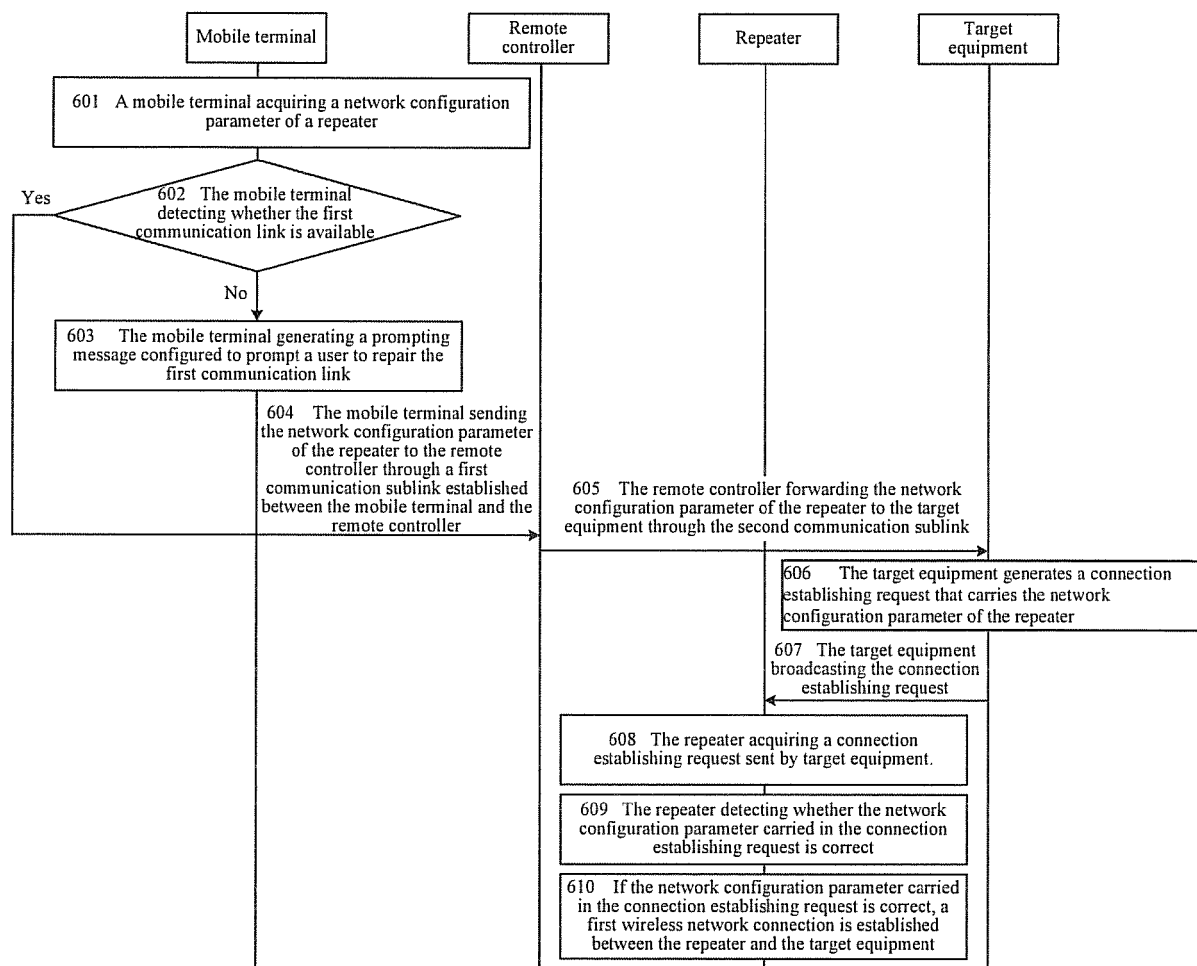 Mobile terminal
Remote
controller
Repeater
Target
equipment
601 A mobile terminal acquiring a network configuration
parameter of a repeater
Yes
602 The mobile terminal
detecting whether the first
communication link is available
No
603 The mobile terminal generating a prompting
message configured to prompt a user to repair the
first communication link
604 The mobile terminal sending
the network configuration parameter
of the repeater to the remote
controller through a first
communication sublink established
between the mobile terminal and the
remote controller
605 The remote controller forwarding the network
configuration parameter of the repeater to the target
equipment through the second communication sublink
606 The target equipment generates a connection
establishing request that carries the network
configuration parameter of the repeater
607 The target equipment
broadcasting the connection
establishing request
608 The repeater acquiring a connection
establishing request sent by target equipment.
609 The repeater detecting whether the network
configuration parameter carried in the connection
establishing request is correct
610 If the network configuration parameter carried
in the connection establishing request is correct, a
first wireless network connection is established
between the repeater and the target equipment